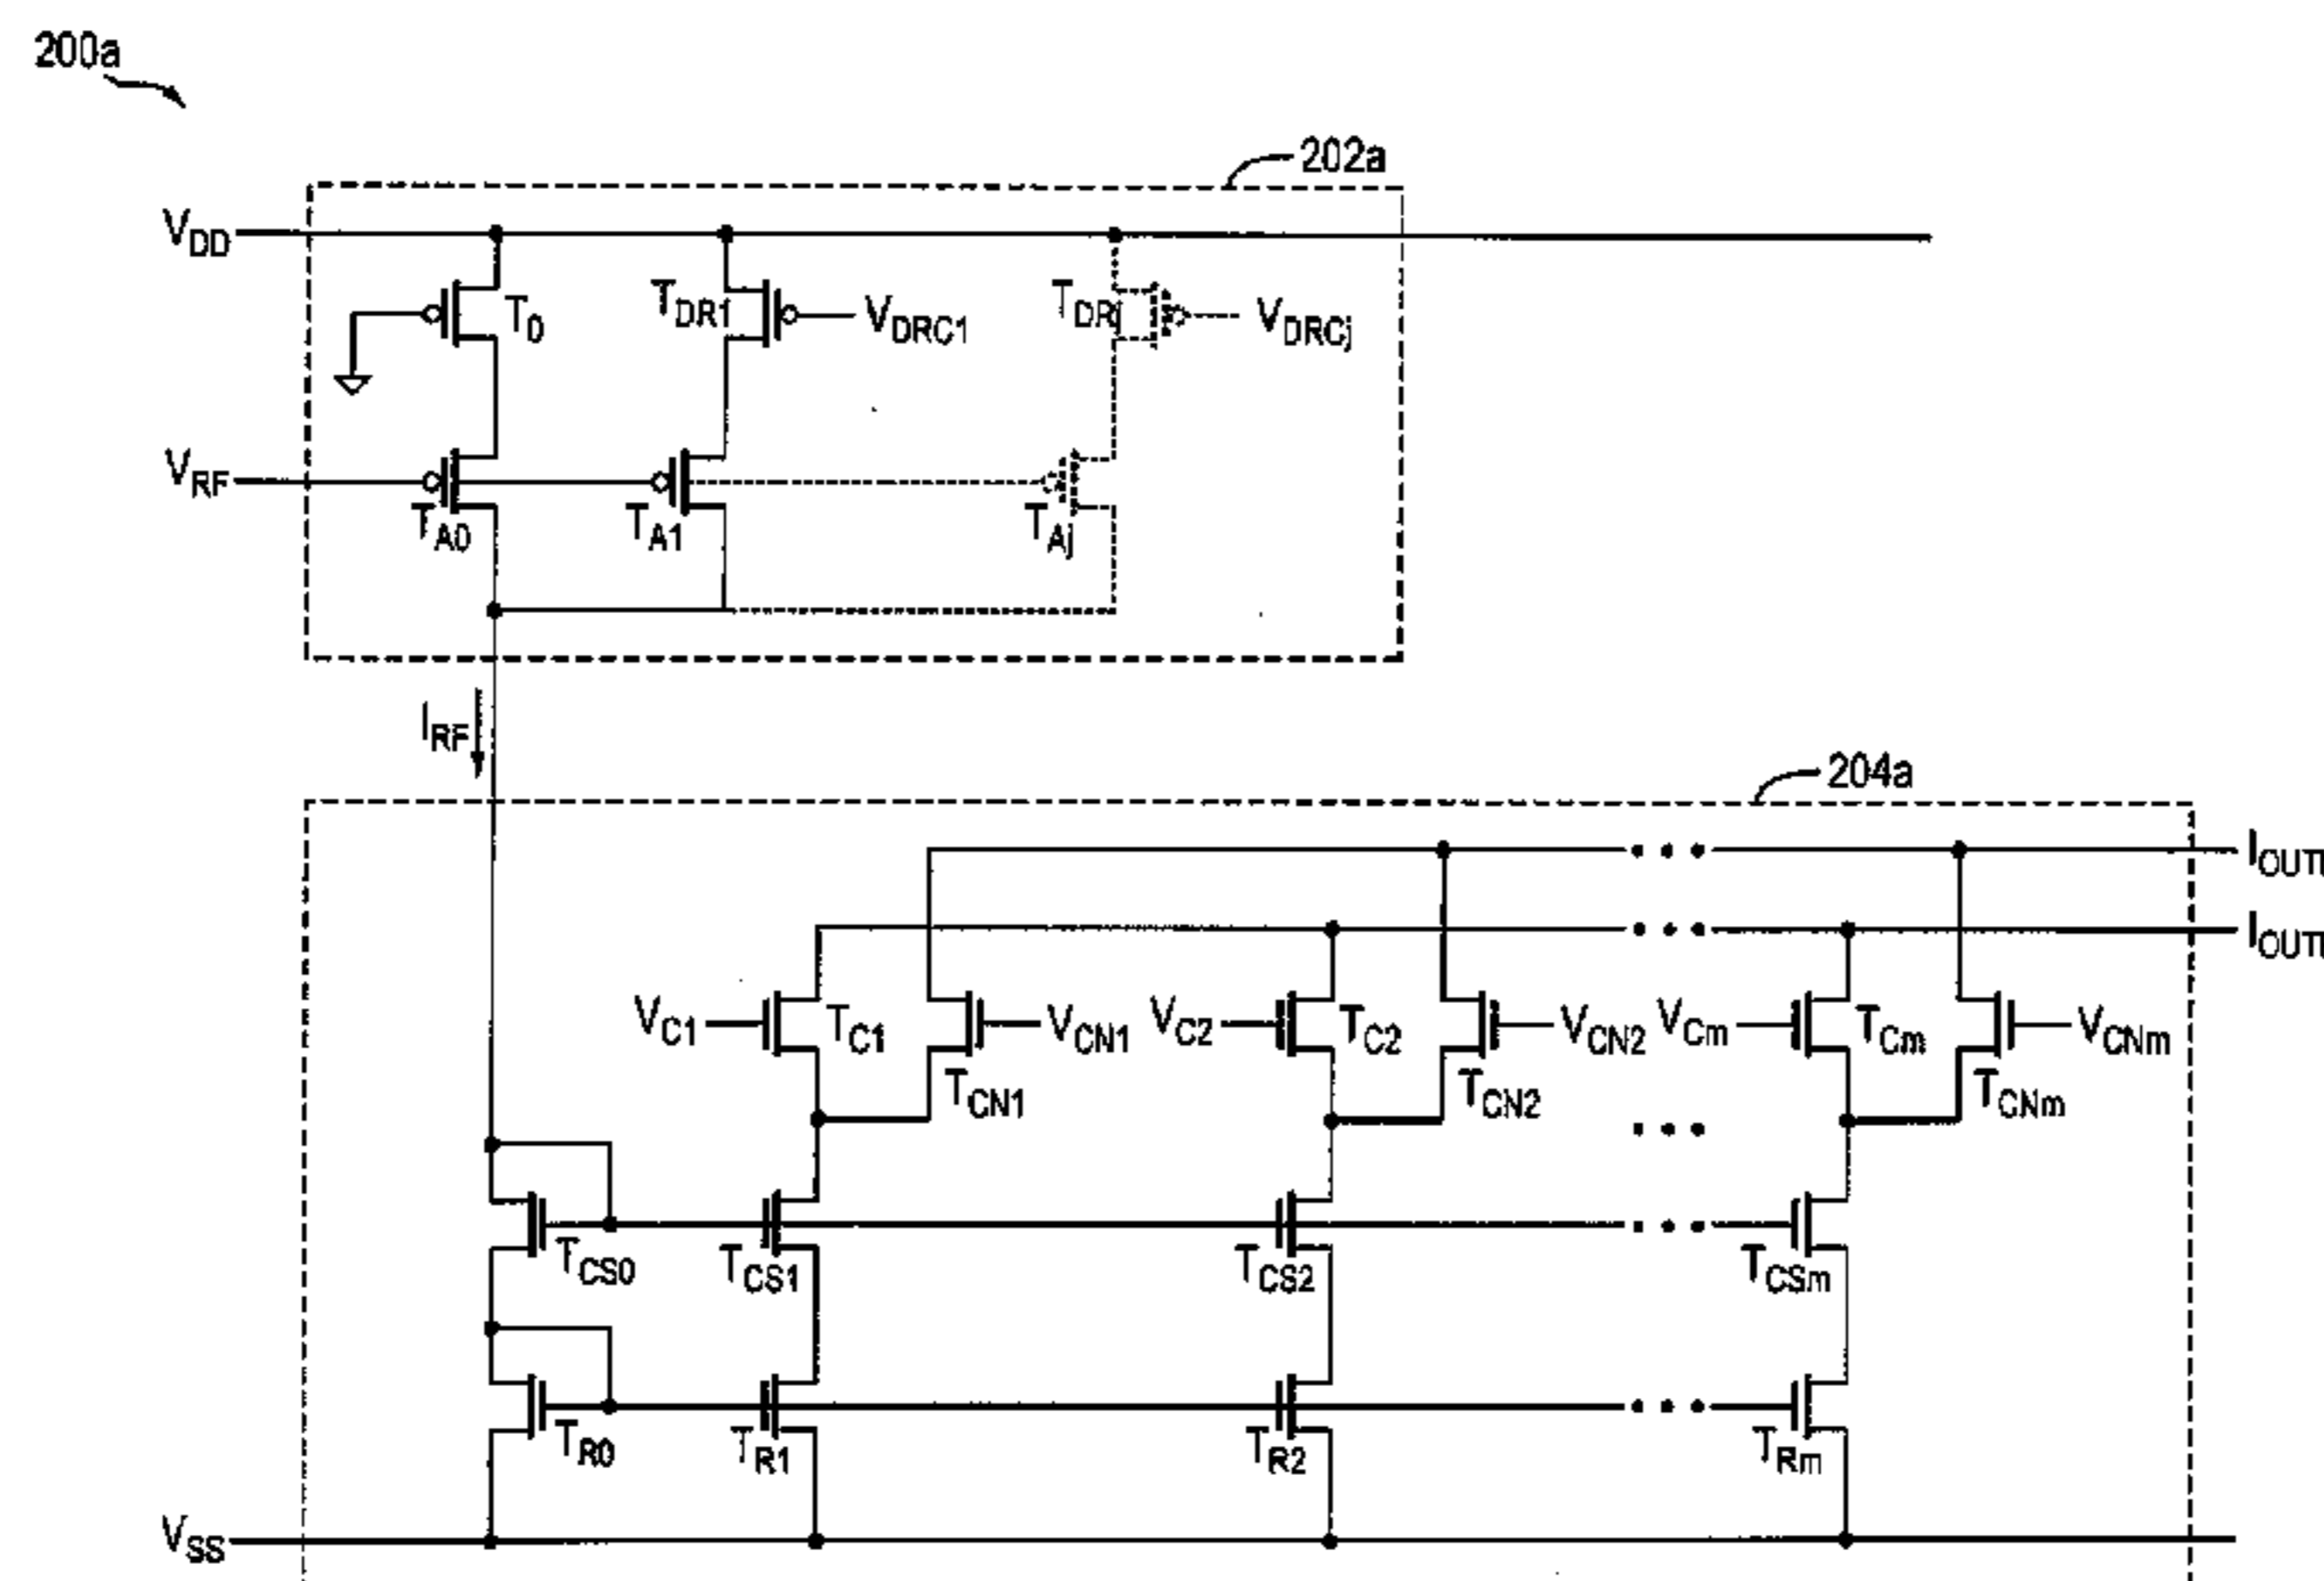 200a
202a
VDD
T0
TDR1
VDRC1
TDRj
VDRCj
VRF
TA0
TA1
TAj
IRF
204a
IOUT
IOUT
VC1
TC1
VCN1
VC2
TC2
VCN2
VCm
TCm
VCNm
TCN1
TCN2
TCNm
TCS0
TCS1
TCS2
TCSm
TR0
TR1
TR2
TRm
VSS